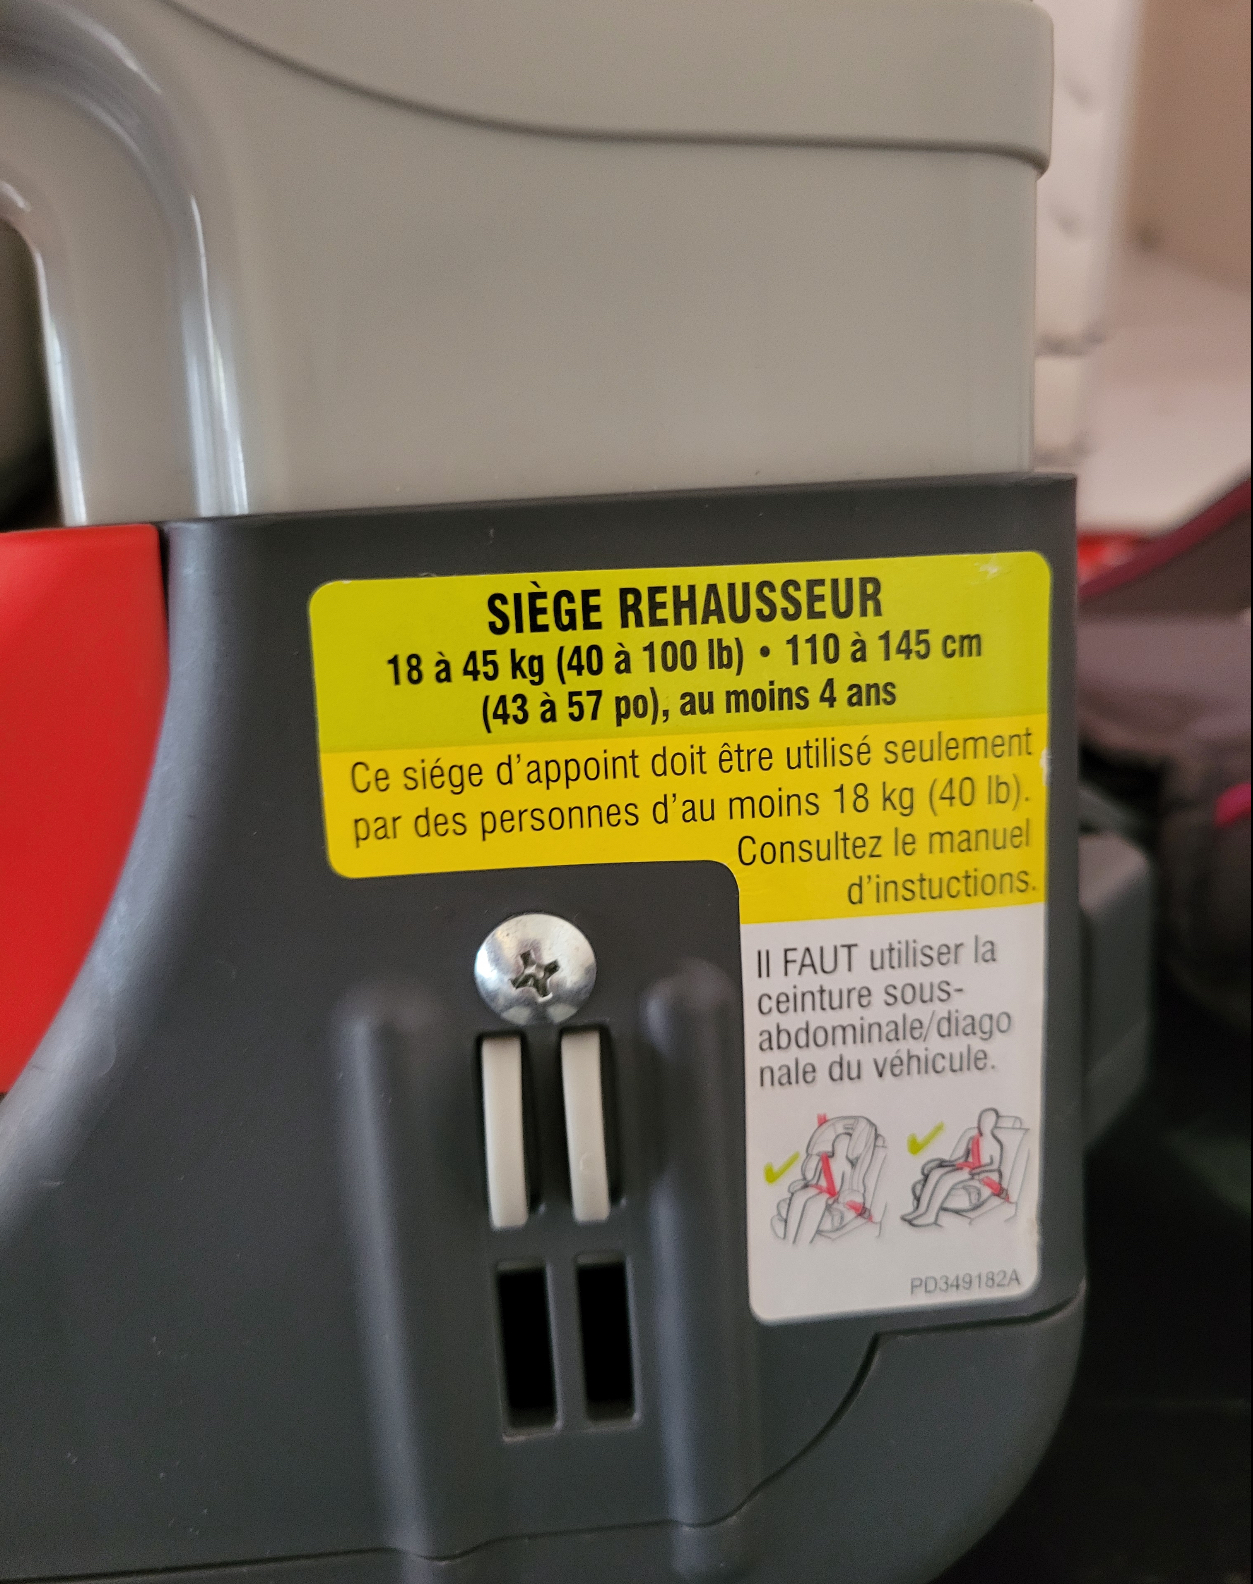 SIÈGE REHAUSSEUR
18 à 45 kg (40 à 100 lb) • 110 à 145 cm
(43 à 57 po), au moins 4 ans
Ce siége d'appoint doit être utilisé seulement
par des personnes d'au moins 18 kg (40 lb).
Consultez le manuel
d'instuctions.
Il FAUT utiliser la
ceinture sous-
abdominale/diago
nale du véhicule.
PD349182A